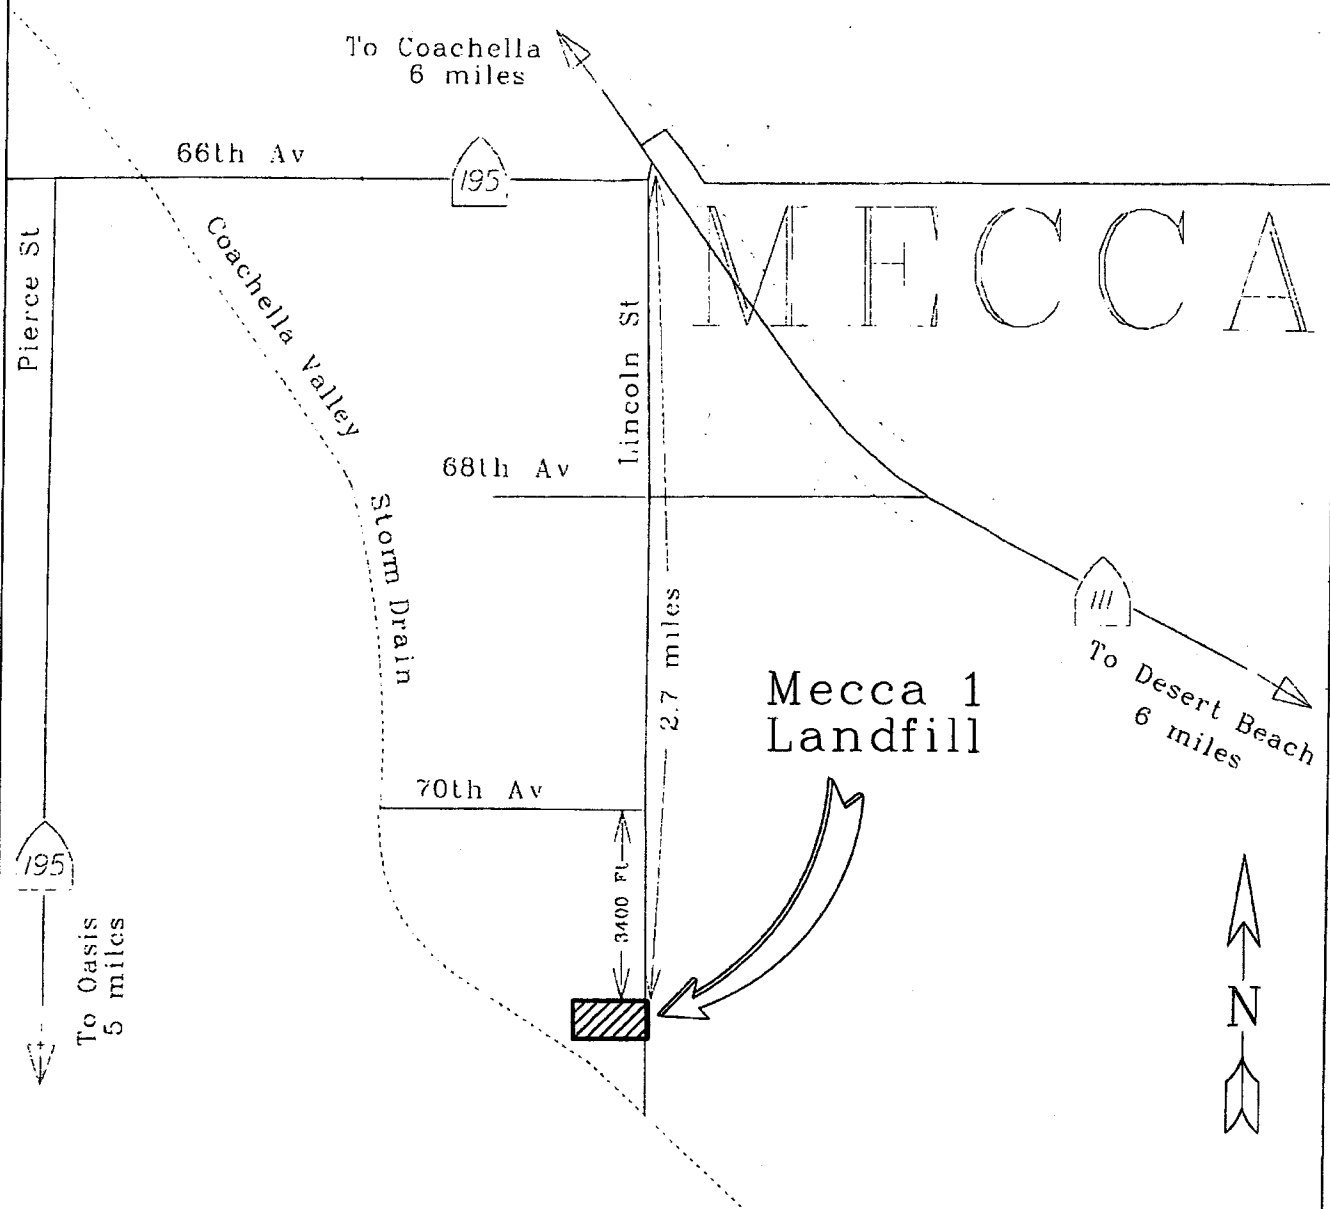 To Coachella
6 miles
66th Av
195
MECCA
Pierce St
Coachella Valley
Storm Drain
Lincoln St
68th Av
111
To Desert Beach
6 miles
2.7 miles
Mecca 1
Landfill
70th Av
3400 Ft
195
To Oasis
5 miles
N